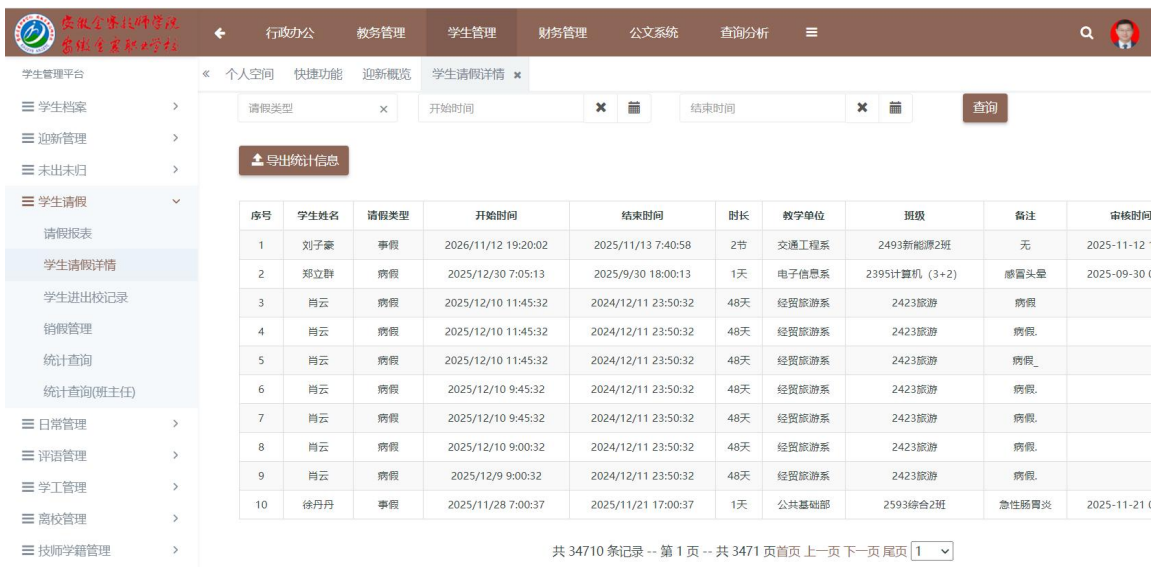 行政办公 教务管理 学生管理 财务管理 公文系统 查询分析
学生管理平台
个人空间 快捷功能 迎新概览 学生请假详情
学生档案
迎新管理
未出未归
学生请假
请假报表
学生请假详情
学生进出校记录
销假管理
统计查询
统计查询(班主任)
日常管理
评语管理
学工管理
离校管理
技师学籍管理
请假类型 开始时间 结束时间 查询
导出统计信息
序号 学生姓名 请假类型 开始时间 结束时间 时长 教学单位 班级 备注 审核时间
1 刘子豪 事假 2026/11/12 19:20:02 2025/11/13 7:40:58 2节 交通工程系 2493新能源2班 无 2025-11-12
2 郑立群 病假 2025/12/30 7:05:13 2025/9/30 18:00:13 1天 电子信息系 2395计算机（3+2） 感冒头晕 2025-09-30
3 肖云 病假 2025/12/10 11:45:32 2024/12/11 23:50:32 48天 经贸旅游系 2423旅游 病假
4 肖云 病假 2025/12/10 11:45:32 2024/12/11 23:50:32 48天 经贸旅游系 2423旅游 病假.
5 肖云 病假 2025/12/10 11:45:32 2024/12/11 23:50:32 48天 经贸旅游系 2423旅游 病假_
6 肖云 病假 2025/12/10 9:45:32 2024/12/11 23:50:32 48天 经贸旅游系 2423旅游 病假.
7 肖云 病假 2025/12/10 9:45:32 2024/12/11 23:50:32 48天 经贸旅游系 2423旅游 病假.
8 肖云 病假 2025/12/10 9:00:32 2024/12/11 23:50:32 48天 经贸旅游系 2423旅游 病假.
9 肖云 病假 2025/12/9 9:00:32 2024/12/11 23:50:32 48天 经贸旅游系 2423旅游 病假.
10 徐丹丹 事假 2025/11/28 7:00:37 2025/11/21 17:00:37 1天 公共基础部 2593综合2班 急性肠胃炎 2025-11-21
共 34710 条记录 -- 第 1 页 -- 共 3471 页首页 上一页 下一页 尾页 1